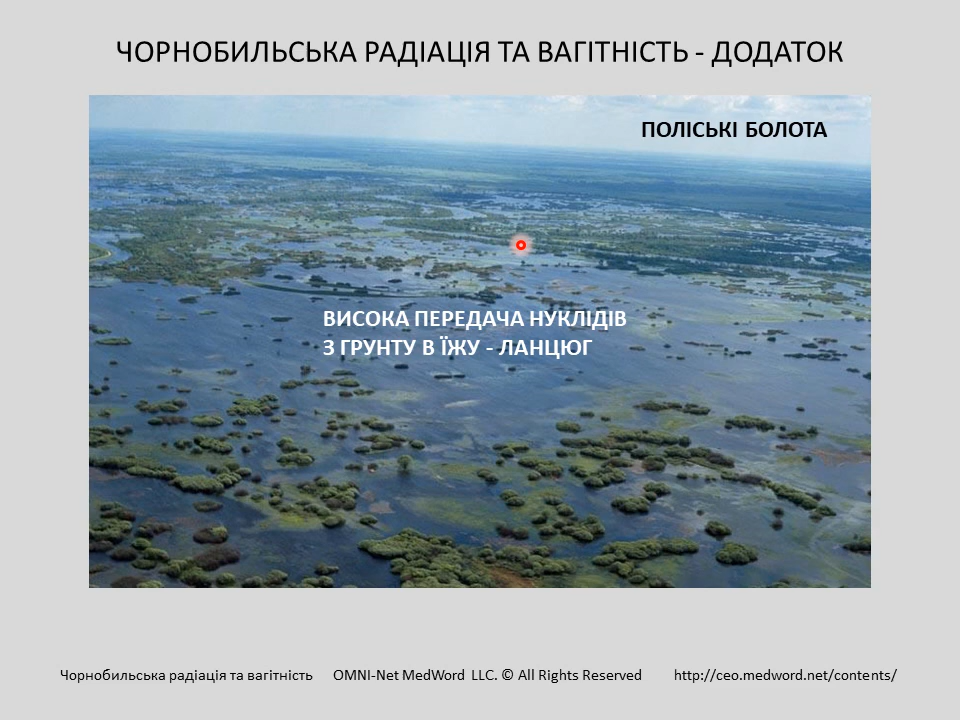 ЧОРНОБИЛЬСЬКА РАДІАЦІЯ ТА ВАГІТНІСТЬ - ДОДАТОК
ПОЛІСЬКІ БОЛОТА
ВИСОКА ПЕРЕДАЧА НУКЛІДІВ
З ГРУНТУ В ЇЖУ - ЛАНЦЮГ
Чорнобильська радіація та вагітність OMNI-Net MedWord LLC. © All Rights Reserved http://ceo.medword.net/contents/